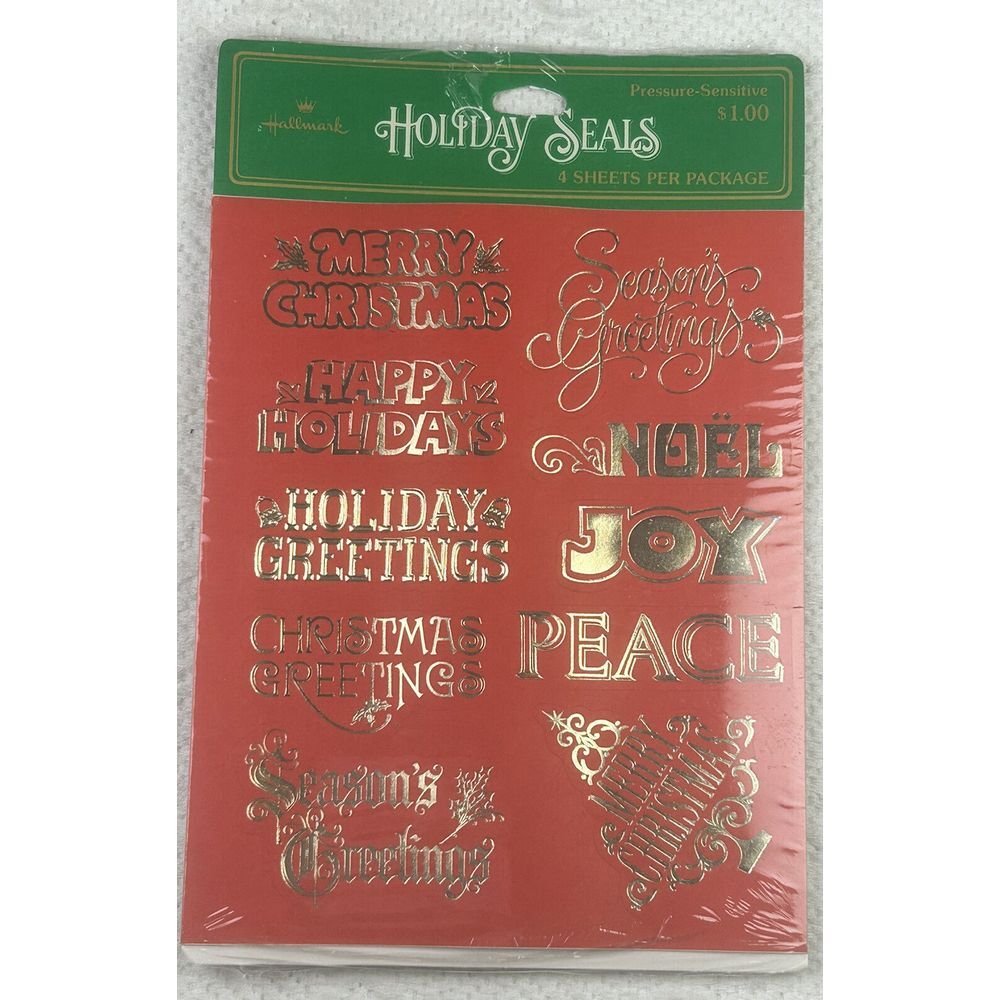 Hallmark
HOLIDAY SEALS
Pressure-Sensitive
$1.00
4 SHEETS PER PACKAGE
MERRY
CHRISTMAS
HAPPY
HOLIDAYS
HOLIDAY
GREETINGS
CHRISTMAS
GREETINGS
Season's
Greetings
Season's
Greetings
NOËL
JOY
PEACE
MERRY
CHRISTMAS